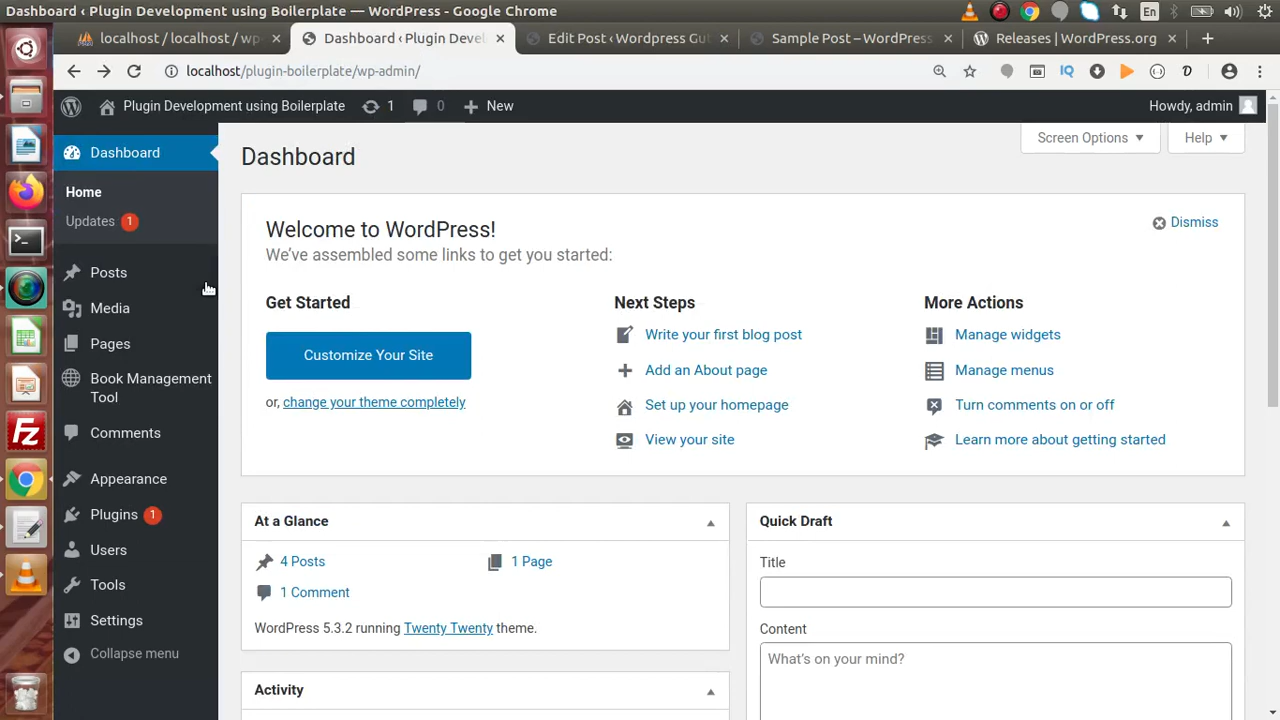 Dashboard ‹ Plugin Development using Boilerplate — WordPress - Google Chrome
En
localhost / localhost / wp
Dashboard ‹ Plugin Deve
Edit Post ‹ Wordpress Gut
Sample Post – WordPress
Releases | WordPress.org
localhost/plugin-boilerplate/wp-admin/
IQ
Plugin Development using Boilerplate
1
0
New
Howdy, admin
Dashboard
Home
Updates 1
Posts
Media
Pages
Book Management
Tool
Comments
Appearance
Plugins 1
Users
Tools
Settings
Collapse menu
Dashboard
Screen Options
Help
Welcome to WordPress!
We’ve assembled some links to get you started:
Dismiss
Get Started
Customize Your Site
or, change your theme completely
Next Steps
Write your first blog post
Add an About page
Set up your homepage
View your site
More Actions
Manage widgets
Manage menus
Turn comments on or off
Learn more about getting started
At a Glance
4 Posts
1 Page
1 Comment
WordPress 5.3.2 running Twenty Twenty theme.
Activity
Quick Draft
Title
Content
What’s on your mind?